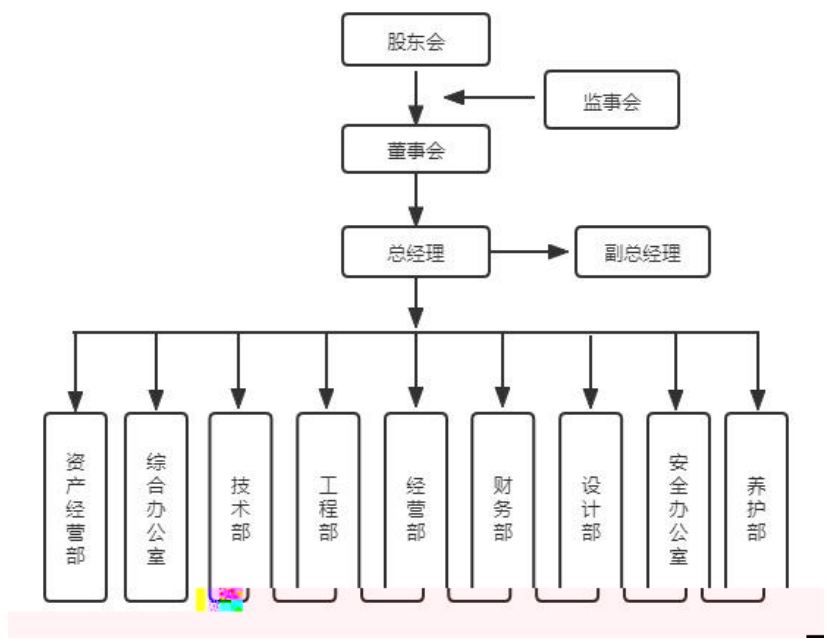 股东会
监事会
董事会
总经理
副总经理
资产经营部
综合办公室
技术部
工程部
经营部
财务部
设计部
安全办公室
养护部